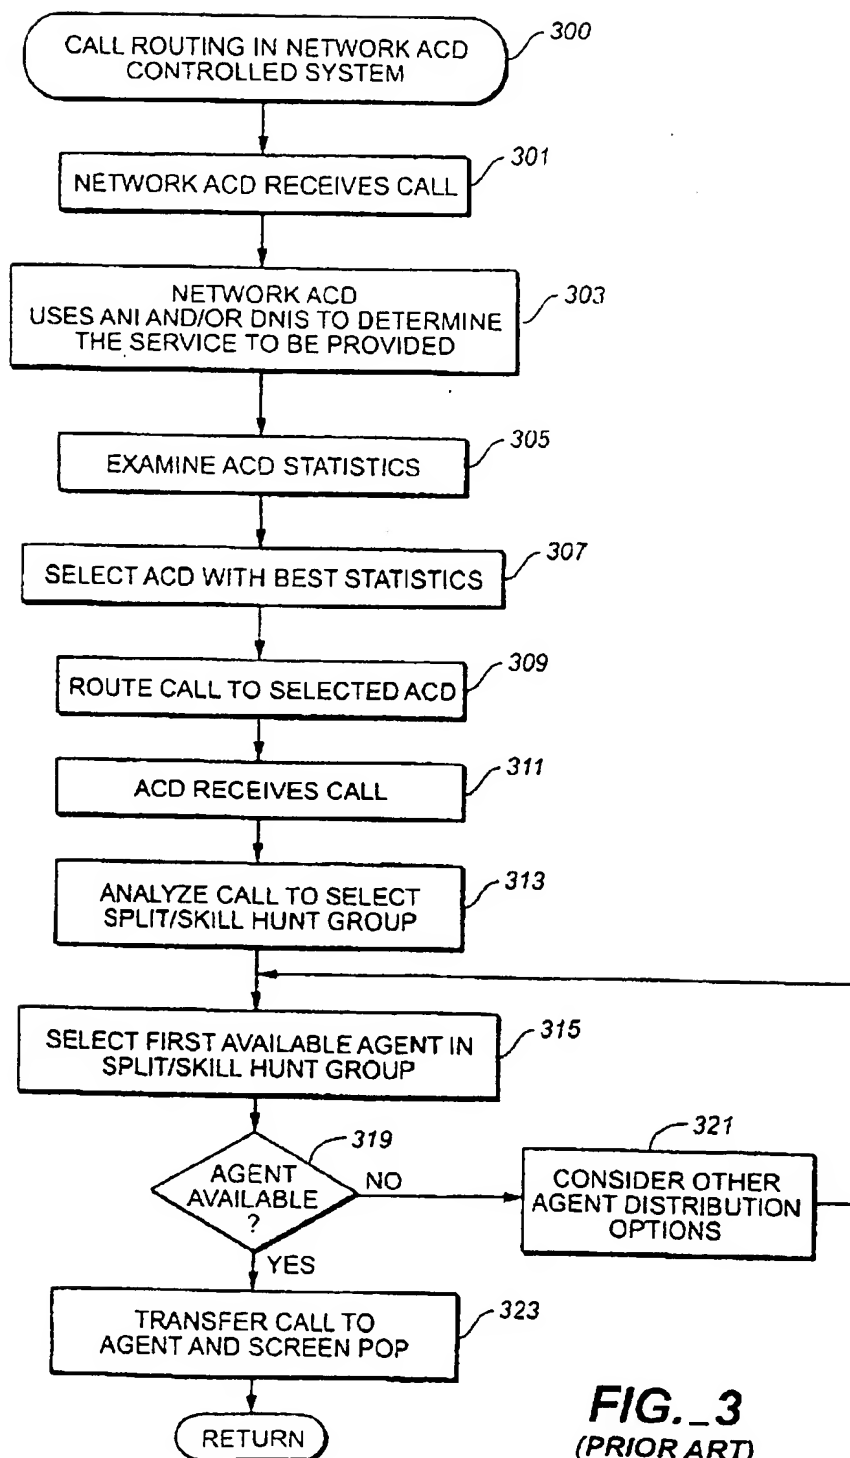 CALL ROUTING IN NETWORK ACD
CONTROLLED SYSTEM
300
301
NETWORK ACD RECEIVES CALL
303
NETWORK ACD
USES ANI AND/OR DNIS TO DETERMINE
THE SERVICE TO BE PROVIDED
305
EXAMINE ACD STATISTICS
307
SELECT ACD WITH BEST STATISTICS
309
ROUTE CALL TO SELECTED ACD
311
ACD RECEIVES CALL
313
ANALYZE CALL TO SELECT
SPLIT/SKILL HUNT GROUP
315
SELECT FIRST AVAILABLE AGENT IN
SPLIT/SKILL HUNT GROUP
319
AGENT
AVAILABLE
?
NO
321
CONSIDER OTHER
AGENT DISTRIBUTION
OPTIONS
YES
323
TRANSFER CALL TO
AGENT AND SCREEN POP
RETURN
FIG._3
(PRIOR ART)